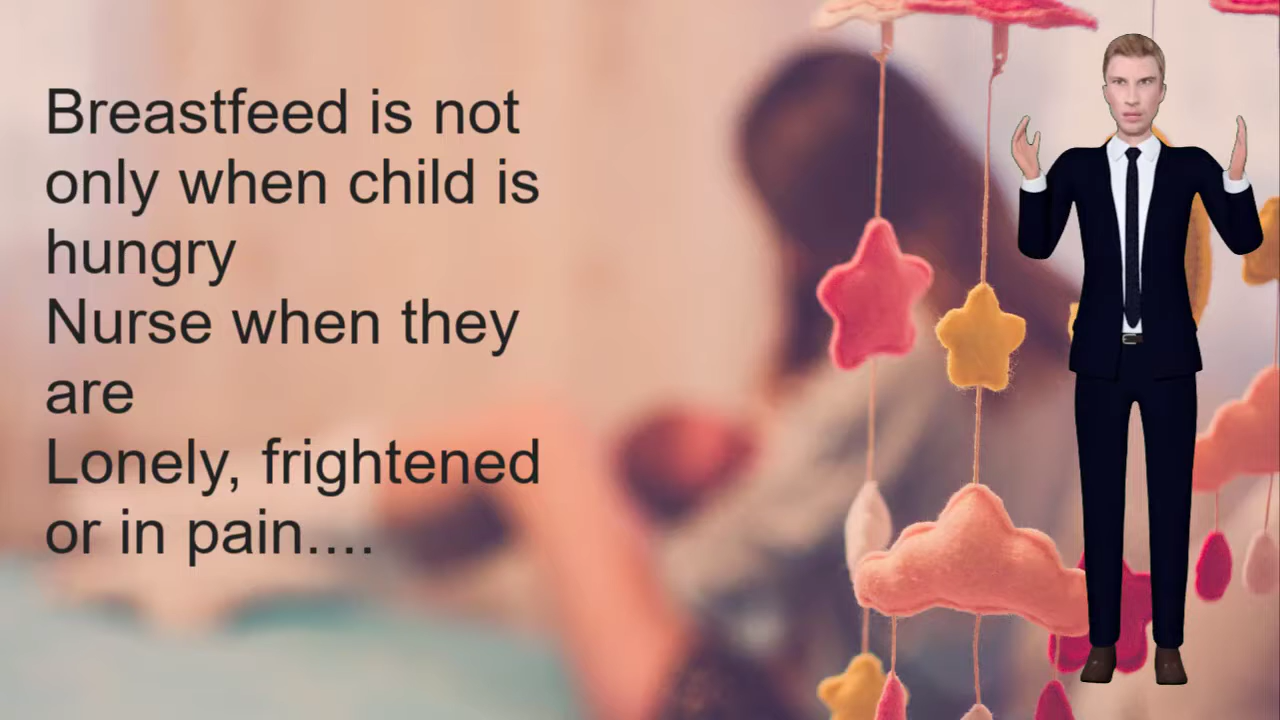 Breastfeed is not
only when child is
hungry
Nurse when they
are
Lonely, frightened
or in pain....